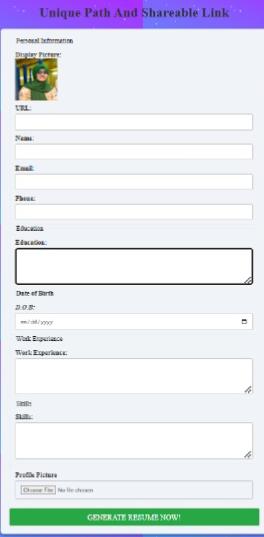 Unique Path And Shareable Link
Personal Information
Display Picture:
URL:
Name:
Email:
Phone:
Education
Education:
Date of Birth
D.O.B:
mm/dd/yyyy
Work Experience
Work Experience:
Skills
Skills:
Profile Picture
Choose File No file chosen
GENERATE RESUME NOW!